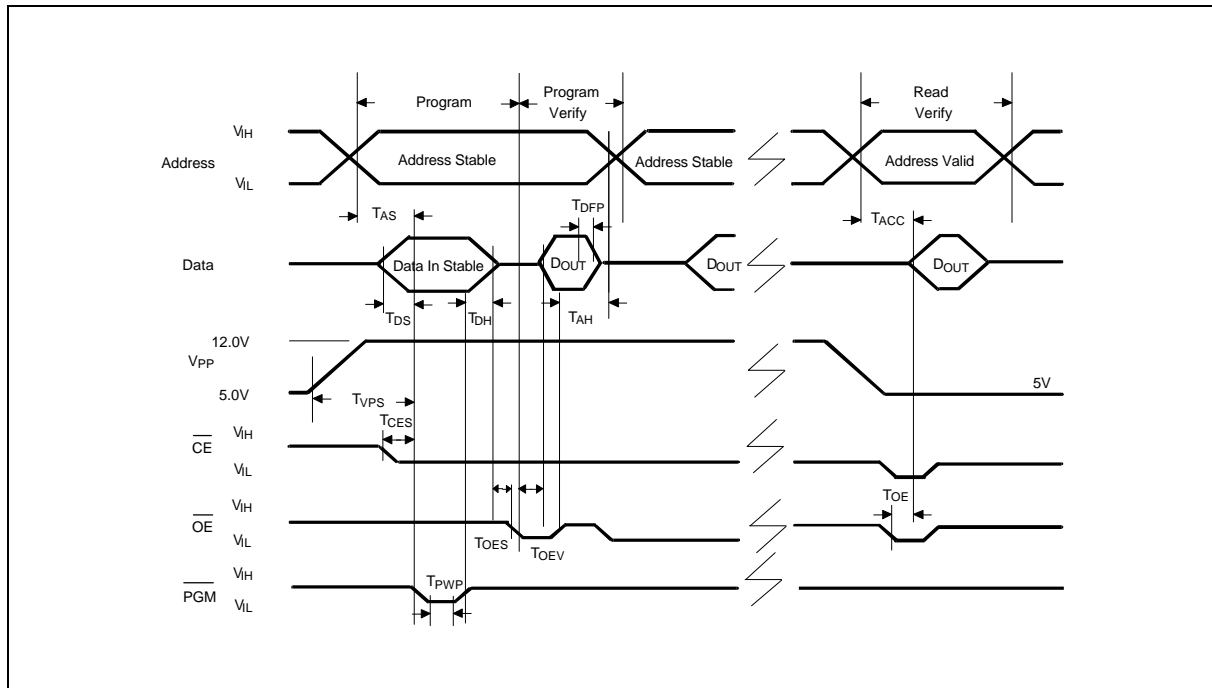 Program
Program
Verify
Read
Verify
VIH
Address
VIL
Address Stable
Address Stable
Address Valid
TAS
TDFP
TACC
Data
Data In Stable
DOUT
DOUT
DOUT
TDS
TDH
TAH
12.0V
VPP
5.0V
5V
TVPS
TCES
VIH
CE
VIL
VIH
OE
VIL
TOES
TOEV
TOE
VIH
PGM
VIL
TPWP